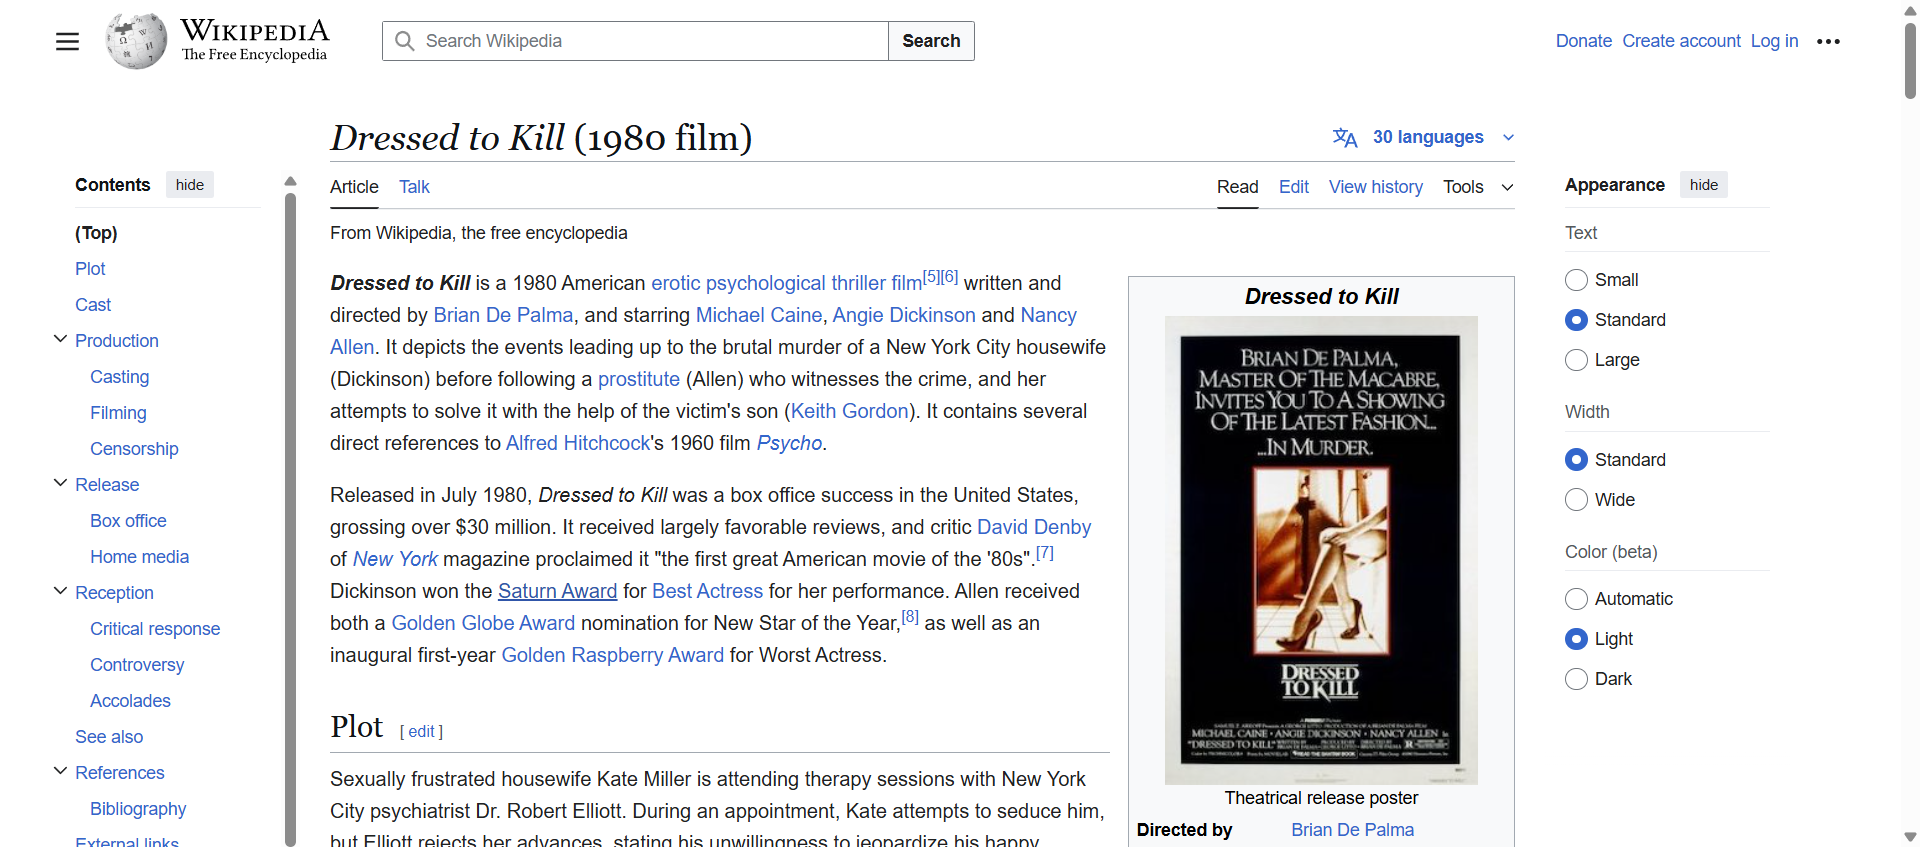 WIKIPEDIA
The Free Encyclopedia
Search Wikipedia
Search
Donate Create account Log in
Contents hide
(Top)
Plot
Cast
Production
Casting
Filming
Censorship
Release
Box office
Home media
Reception
Critical response
Controversy
Accolades
See also
References
Bibliography
External links
Dressed to Kill (1980 film)
30 languages
Article Talk
Read Edit View history Tools
From Wikipedia, the free encyclopedia
Dressed to Kill is a 1980 American erotic psychological thriller film[5][6] written and
directed by Brian De Palma, and starring Michael Caine, Angie Dickinson and Nancy
Allen. It depicts the events leading up to the brutal murder of a New York City housewife
(Dickinson) before following a prostitute (Allen) who witnesses the crime, and her
attempts to solve it with the help of the victim's son (Keith Gordon). It contains several
direct references to Alfred Hitchcock's 1960 film Psycho.
Released in July 1980, Dressed to Kill was a box office success in the United States,
grossing over $30 million. It received largely favorable reviews, and critic David Denby
of New York magazine proclaimed it "the first great American movie of the '80s".[7]
Dickinson won the Saturn Award for Best Actress for her performance. Allen received
both a Golden Globe Award nomination for New Star of the Year,[8] as well as an
inaugural first-year Golden Raspberry Award for Worst Actress.
Plot [ edit ]
Sexually frustrated housewife Kate Miller is attending therapy sessions with New York
City psychiatrist Dr. Robert Elliott. During an appointment, Kate attempts to seduce him,
but Elliott rejects her advances, stating his unwillingness to jeopardize his happy
Dressed to Kill
BRIAN DE PALMA,
MASTER OF THE MACABRE,
INVITES YOU TO A SHOWING
OF THE LATEST FASHION...
...IN MURDER.
DRESSED
TO KILL
MICHAEL CAINE • ANGIE DICKINSON • NANCY ALLEN in
"DRESSED TO KILL"
Theatrical release poster
Directed by Brian De Palma
Appearance hide
Text
Small
Standard
Large
Width
Standard
Wide
Color (beta)
Automatic
Light
Dark